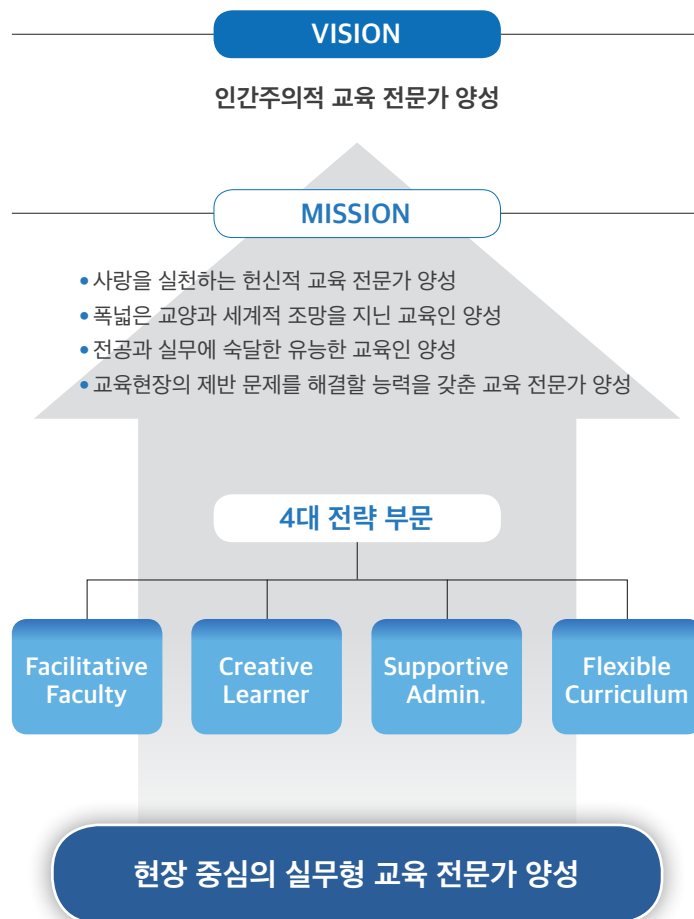 VISION
인간주의적 교육 전문가 양성
MISSION
• 사랑을 실천하는 헌신적 교육 전문가 양성
• 폭넓은 교양과 세계적 조망을 지닌 교육인 양성
• 전공과 실무에 숙달한 유능한 교육인 양성
• 교육현장의 제반 문제를 해결할 능력을 갖춘 교육 전문가 양성
4대 전략 부문
Facilitative
Faculty
Creative
Learner
Supportive
Admin.
Flexible
Curriculum
현장 중심의 실무형 교육 전문가 양성